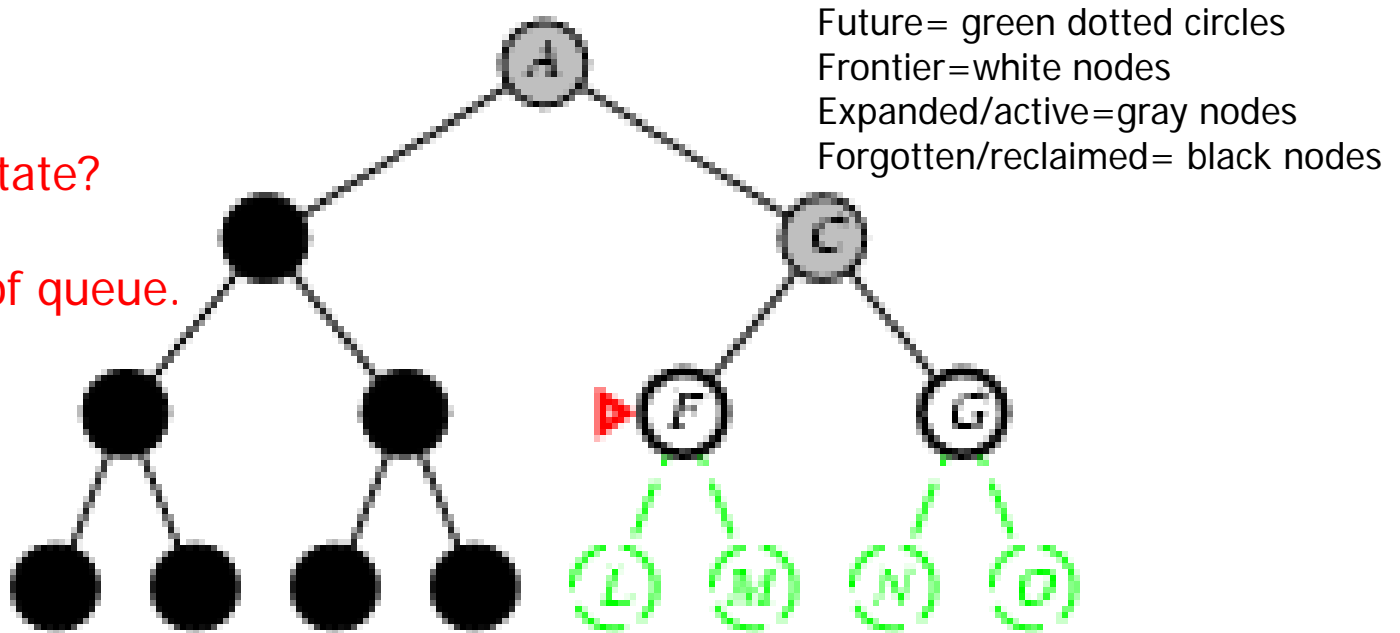 Future= green dotted circles
Frontier=white nodes
Expanded/active=gray nodes
Forgotten/reclaimed= black nodes
A
tate?
C
of queue.
F
G
L
M
N
O